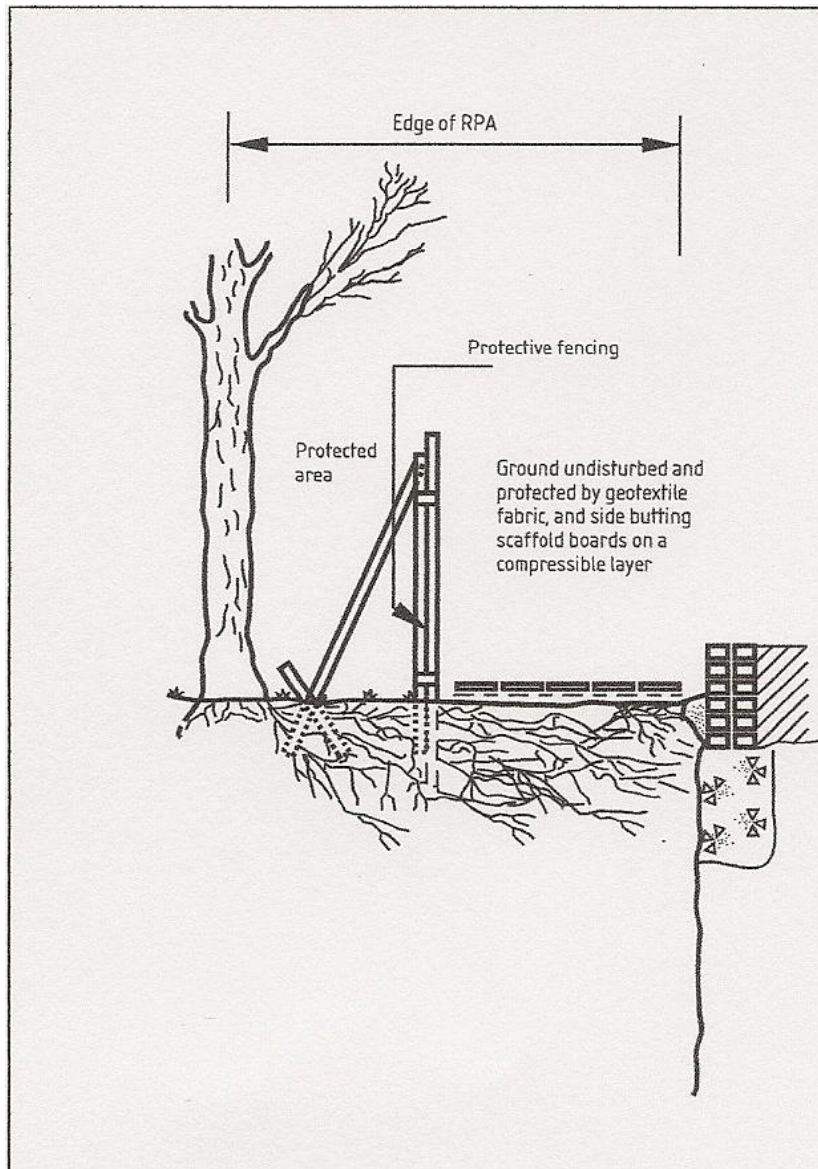 Edge of RPA
Protective fencing
Protected
area
Ground undisturbed and
protected by geotextile
fabric, and side butting
scaffold boards on a
compressible layer